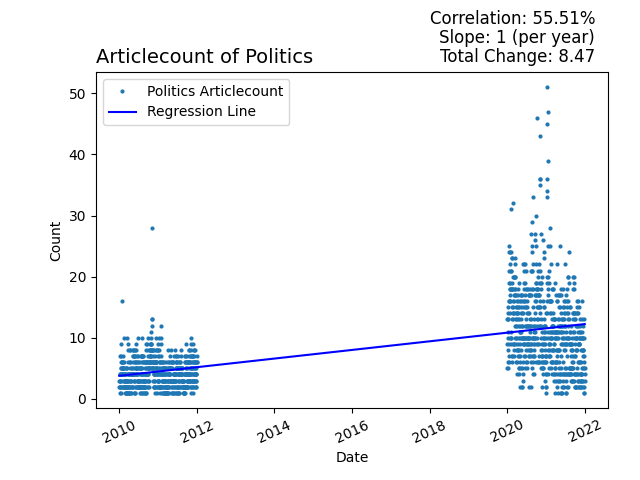 Correlation: 55.51%
Slope: 1 (per year)
Articlecount of Politics
Total Change: 8.47
Politics Articlecount
Regression Line
Count
50
40
30
20
10
0
2010
2012
2014
2016
2018
2020
2022
Date